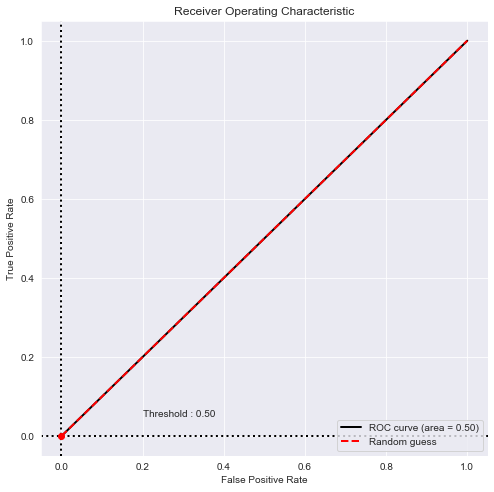 Receiver Operating Characteristic
True Positive Rate
1.0
0.8
0.6
0.4
0.2
0.0
Threshold : 0.50
ROC curve (area = 0.50)
Random guess
0.0 0.2 0.4 0.6 0.8 1.0
False Positive Rate